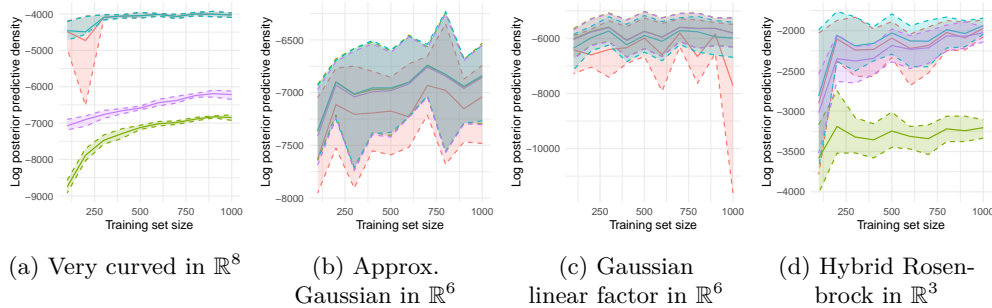 Log posterior predictive density
−4000
−5000
−6000
−7000
−8000
−9000
250
500
750
1000
Training set size
(a) Very curved in ℝ⁸
Log posterior predictive density
−6500
−7000
−7500
−8000
250
500
750
1000
Training set size
(b) Approx.
Gaussian in ℝ⁶
Log posterior predictive density
−6000
−8000
−10000
250
500
750
1000
Training set size
(c) Gaussian
linear factor in ℝ⁶
Log posterior predictive density
−2000
−2500
−3000
−3500
−4000
250
500
750
1000
Training set size
(d) Hybrid Rosen-
brock in ℝ³